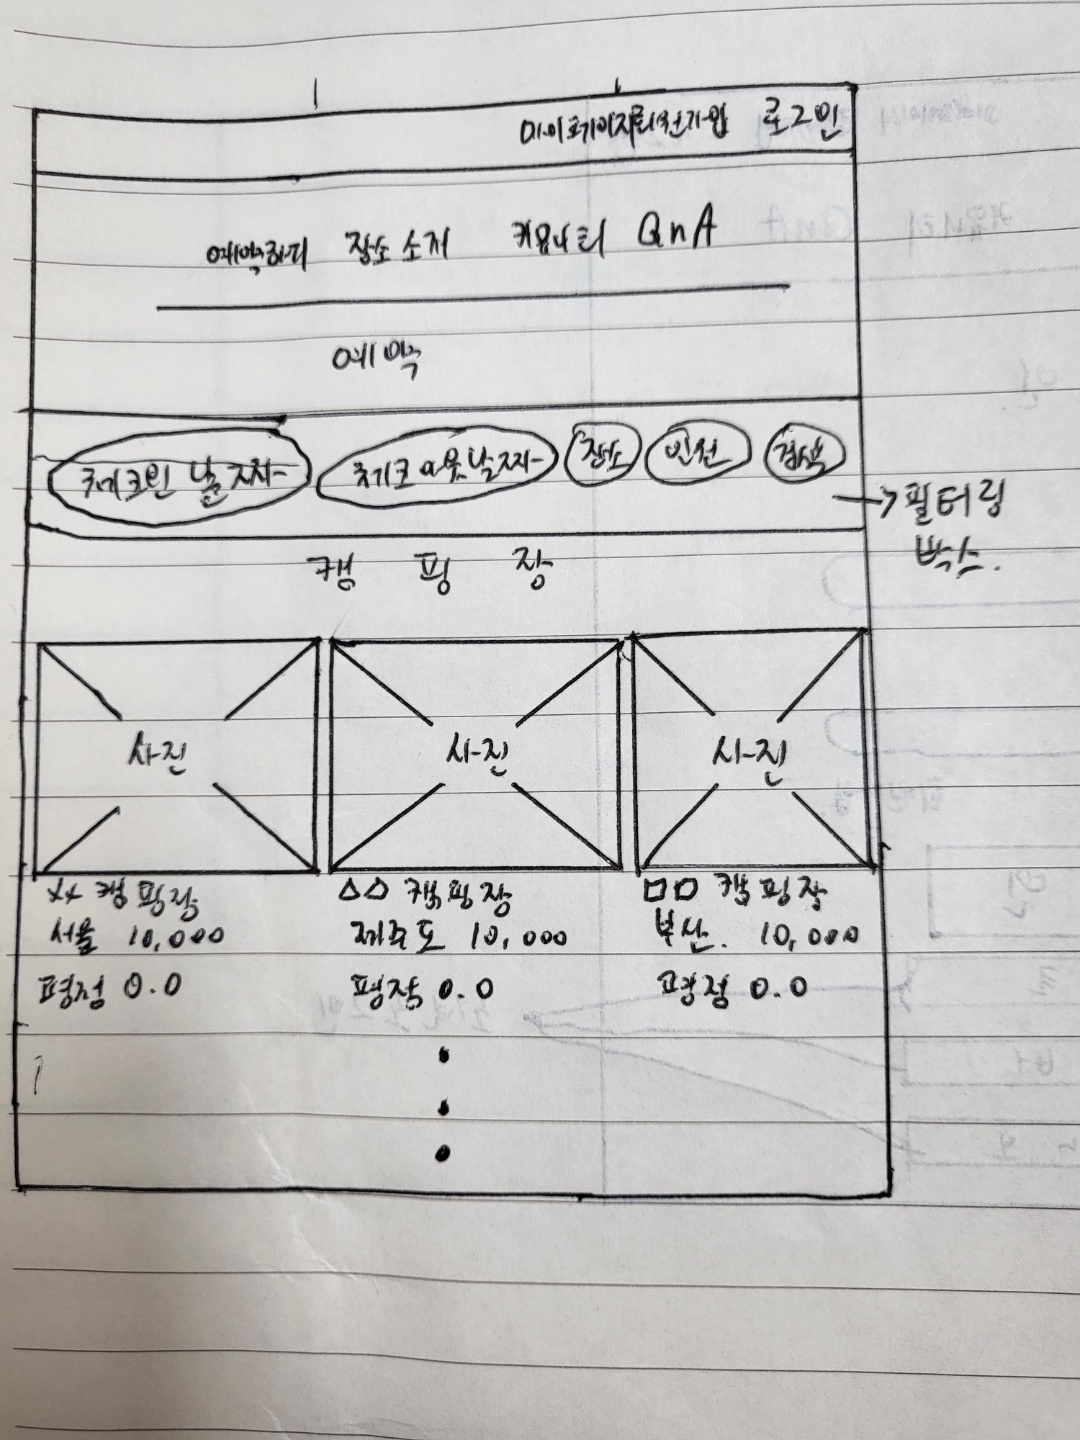 마이페이지 회원가입 로그인
예약하기 장소소개 커뮤니티 QnA
예약
체크인 날짜 체크아웃 날짜 장소 인원 검색
→ 필터링
박스.
캠 핑 장
사진 사진 사진
XX 캠핑장 △△ 캠핑장 □□ 캠핑장
서울 10,000 제주도 10,000 부산. 10,000
평점 0.0 평점 0.0 평점 0.0